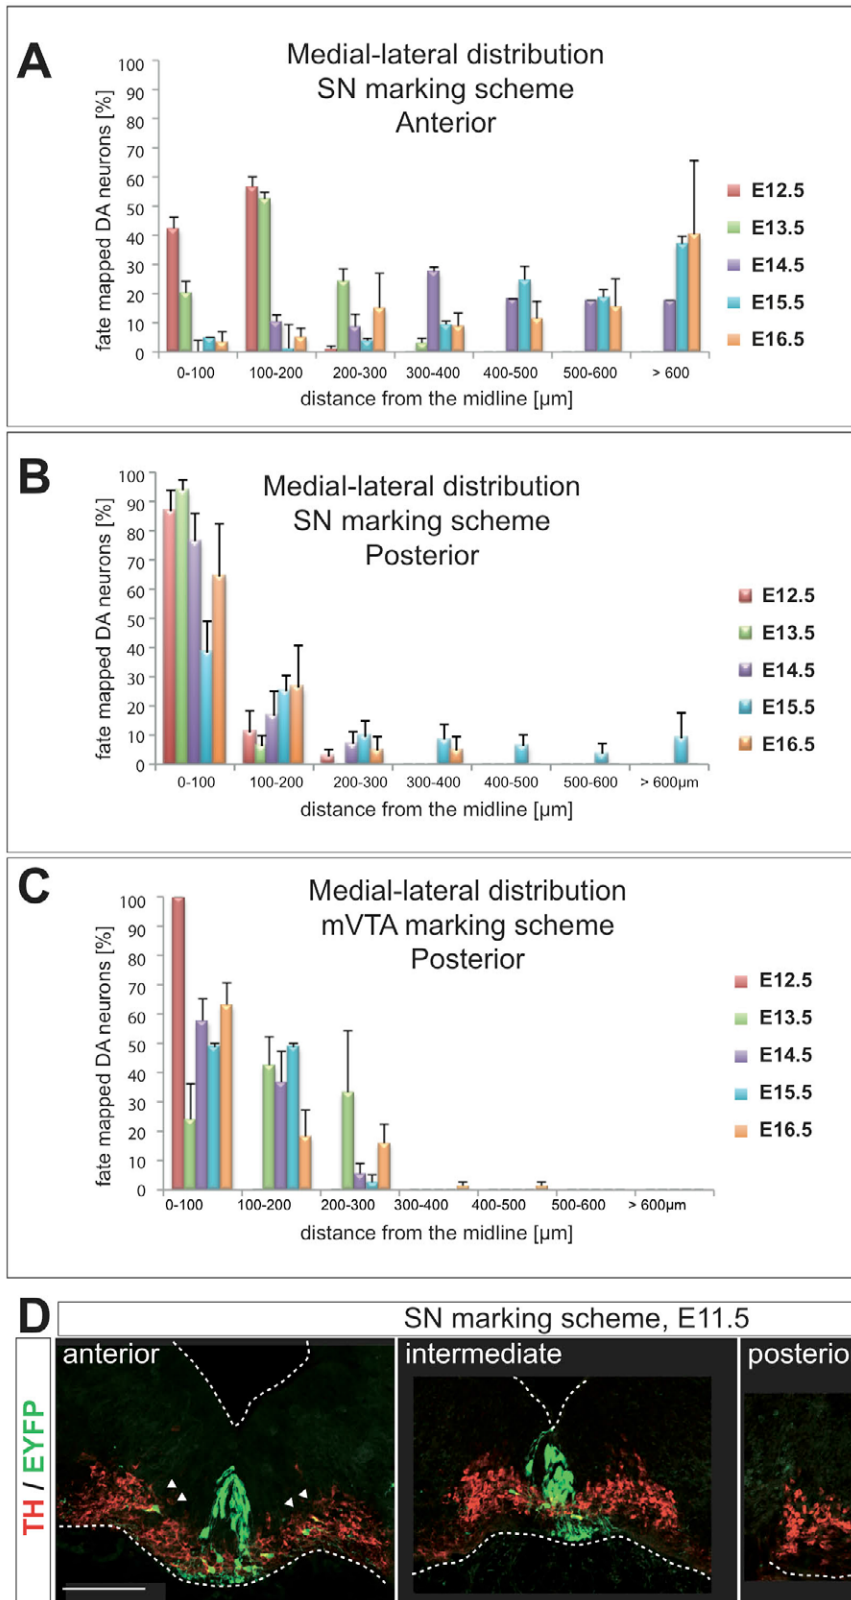 A
Medial-lateral distribution
SN marking scheme
Anterior
fate mapped DA neurons [%]
100
90
80
70
60
50
40
30
20
10
0
0-100 100-200 200-300 300-400 400-500 500-600 > 600
distance from the midline [µm]
E12.5
E13.5
E14.5
E15.5
E16.5
B
Medial-lateral distribution
SN marking scheme
Posterior
fate mapped DA neurons [%]
100
90
80
70
60
50
40
30
20
10
0
0-100 100-200 200-300 300-400 400-500 500-600 > 600µm
distance from the midline [µm]
E12.5
E13.5
E14.5
E15.5
E16.5
C
Medial-lateral distribution
mVTA marking scheme
Posterior
fate mapped DA neurons [%]
100
90
80
70
60
50
40
30
20
10
0
0-100 100-200 200-300 300-400 400-500 500-600 > 600µm
distance from the midline [µm]
E12.5
E13.5
E14.5
E15.5
E16.5
D
SN marking scheme, E11.5
TH / EYFP
anterior
intermediate
posterio